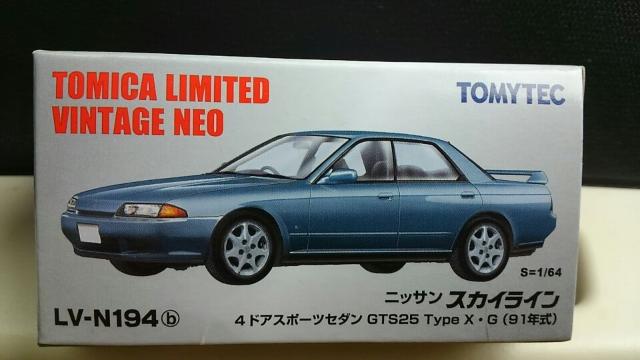 TOMICA LIMITED
VINTAGE NEO
TOMYTEC
S=1/64
ニッサン スカイライン
LV-N194ⓑ
4ドアスポーツセダン GTS25 Type X・G (91年式)